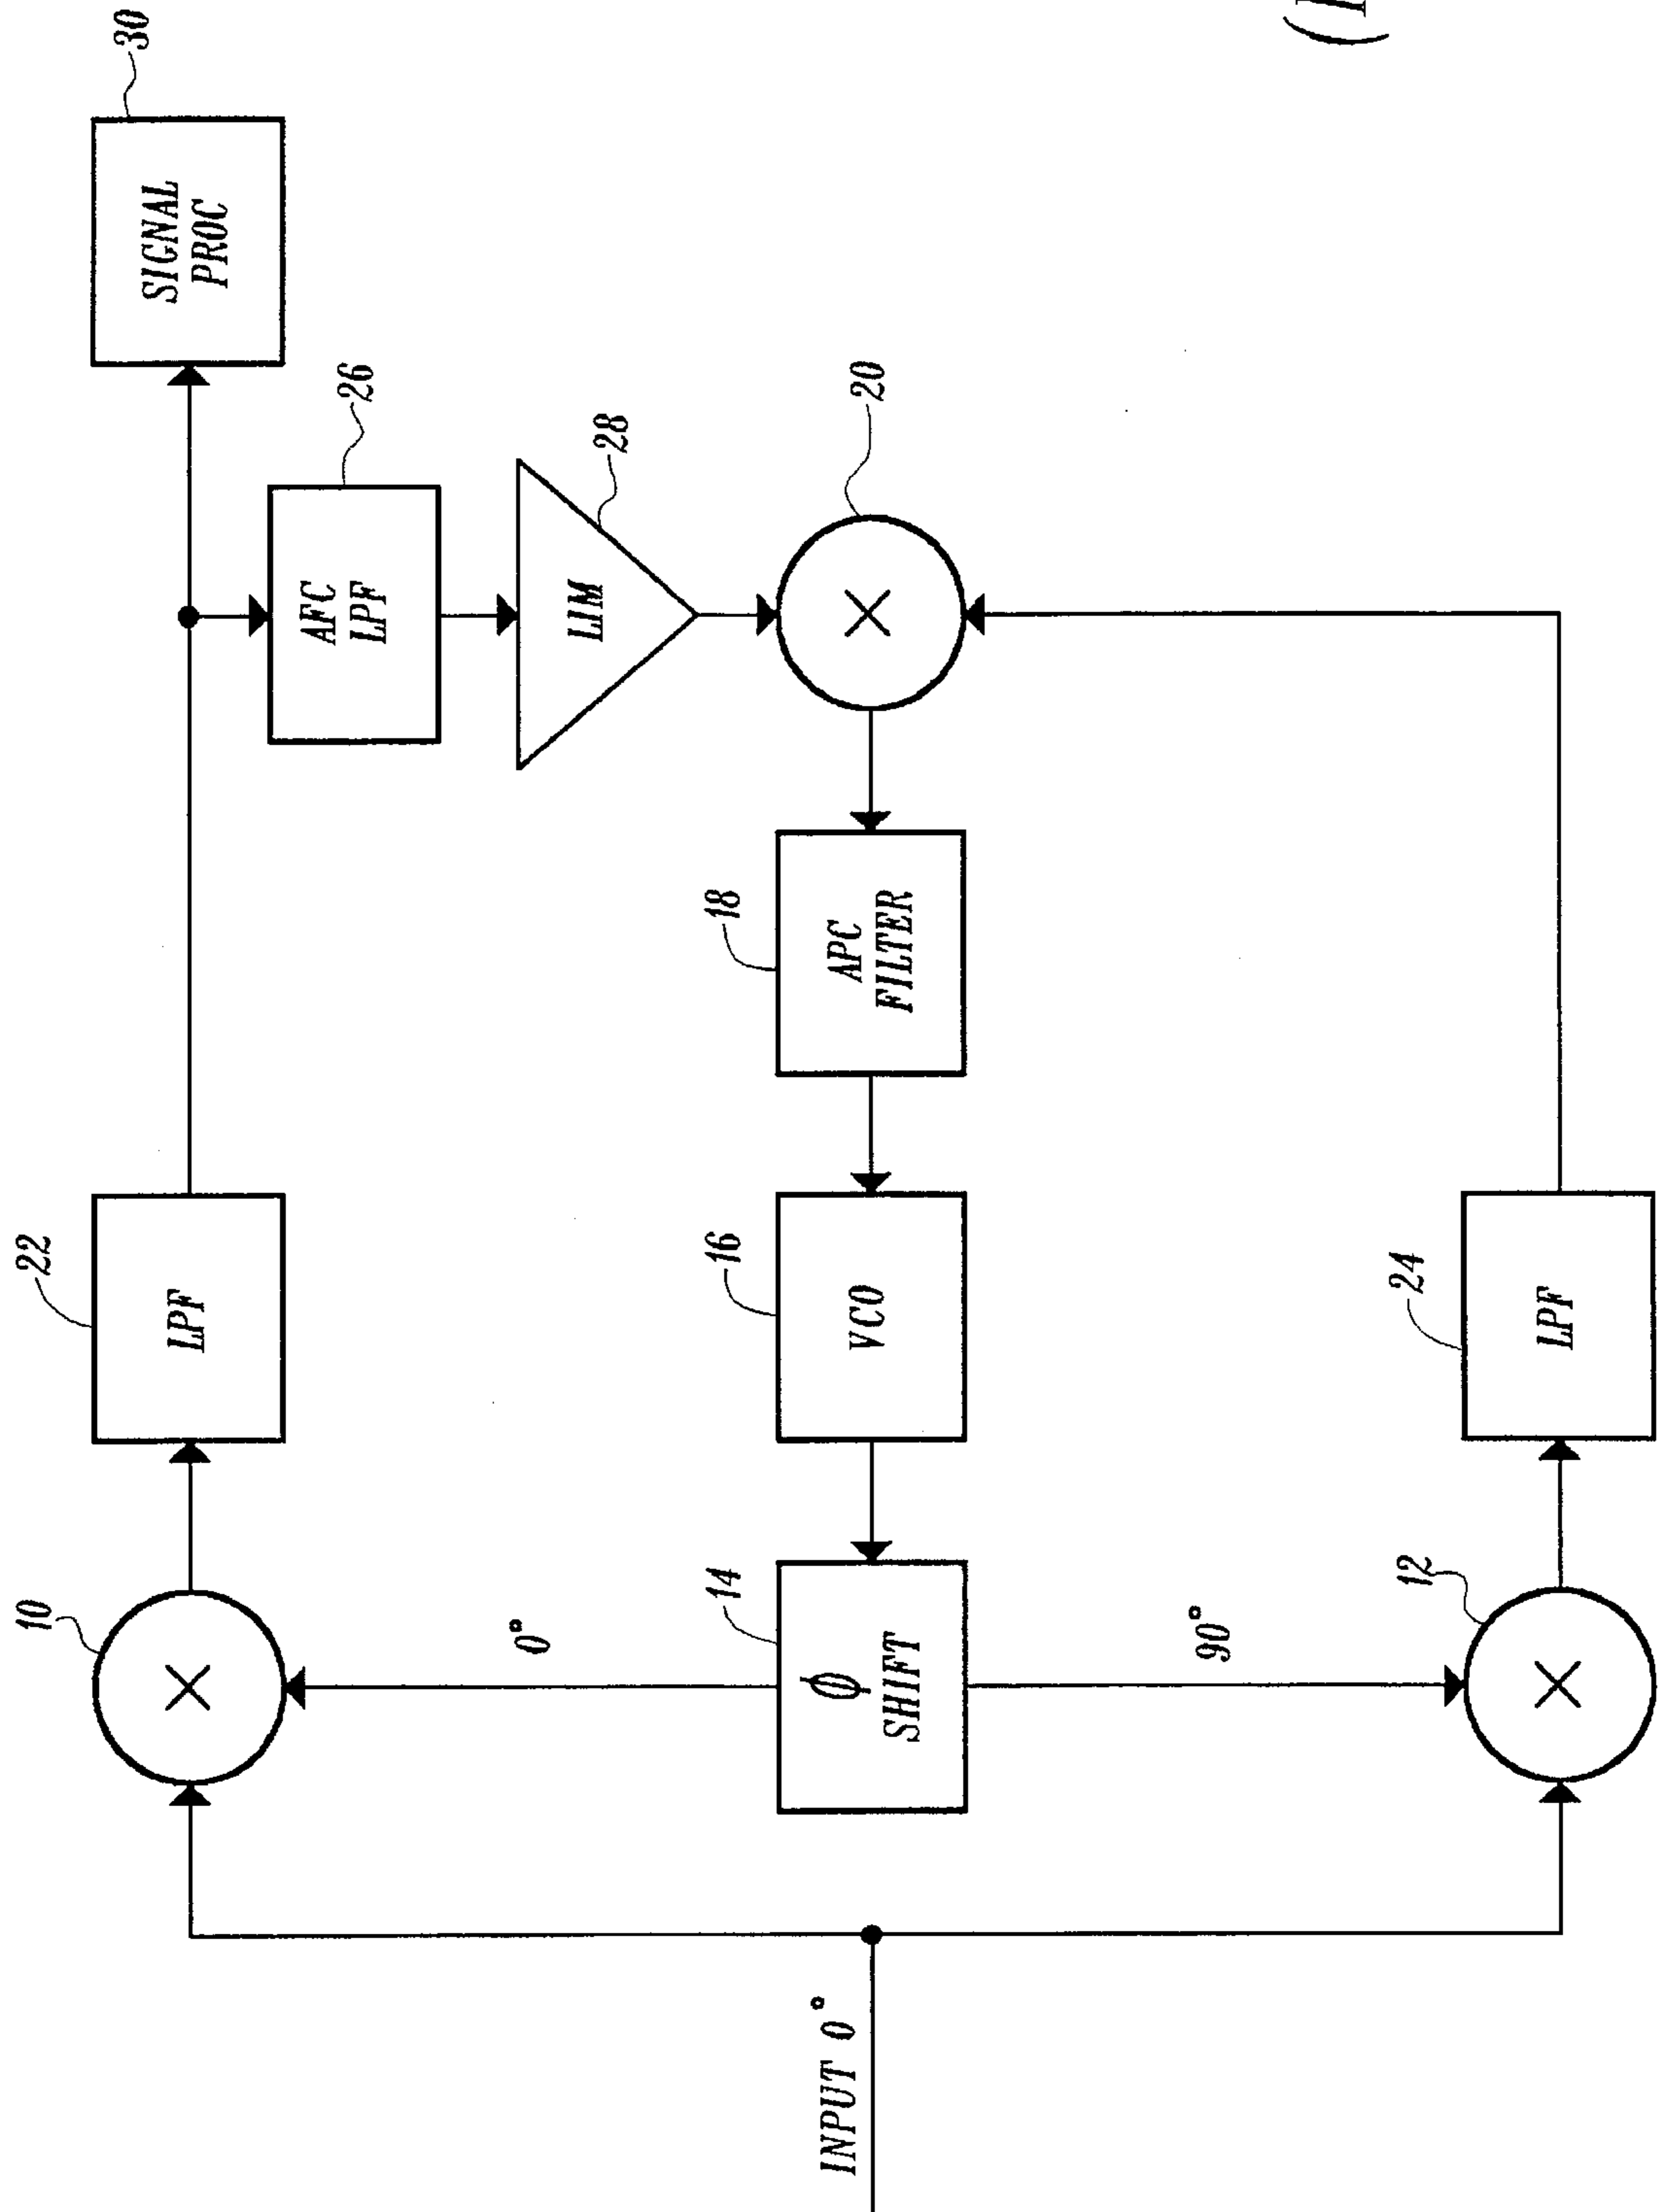 10
22
LPF
30
SIGNAL
PROC
AFC
LPF
26
LIM
28
0°
INPUT 0°
14
ϕ
SHIFT
16
VCO
18
APC
FILTER
20
90°
12
24
LPF